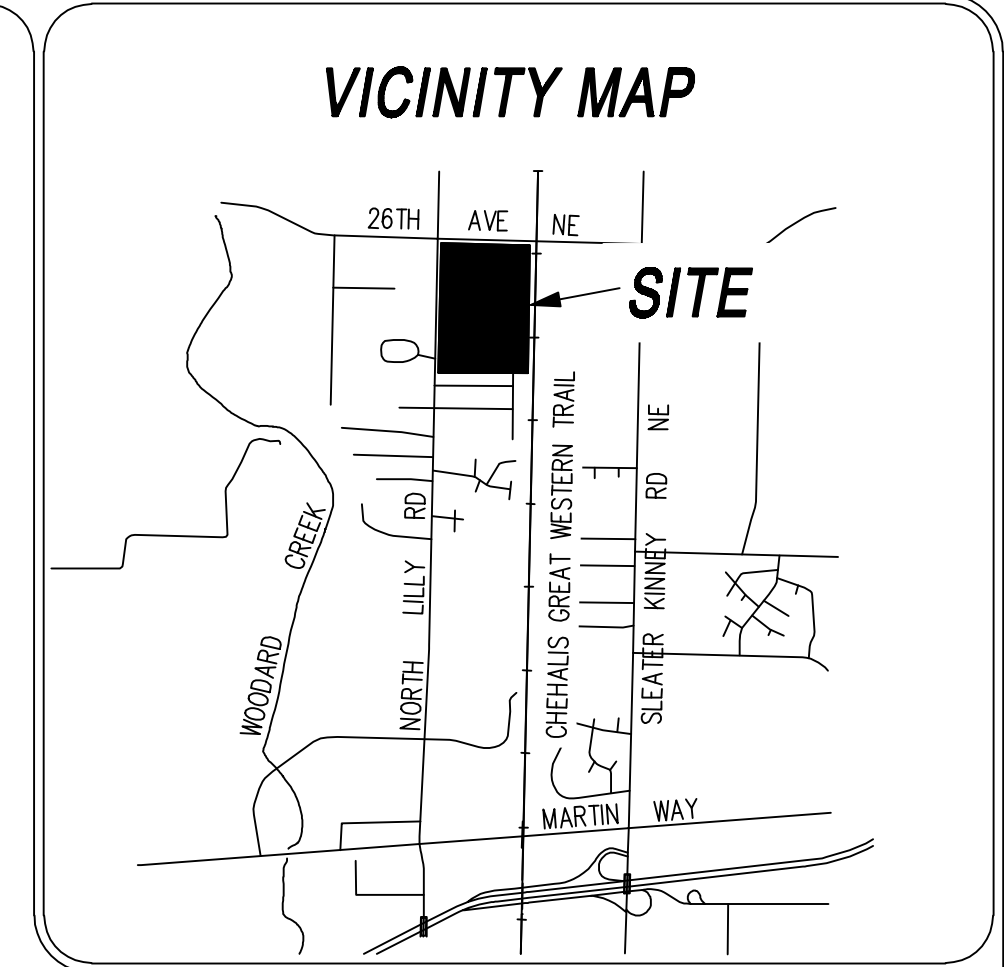 VICINITY MAP
26TH AVE NE
SITE
CHEHALIS GREAT WESTERN TRAIL
SLEATER KINNEY RD NE
NORTH LILLY RD
WOODARD CREEK
MARTIN WAY